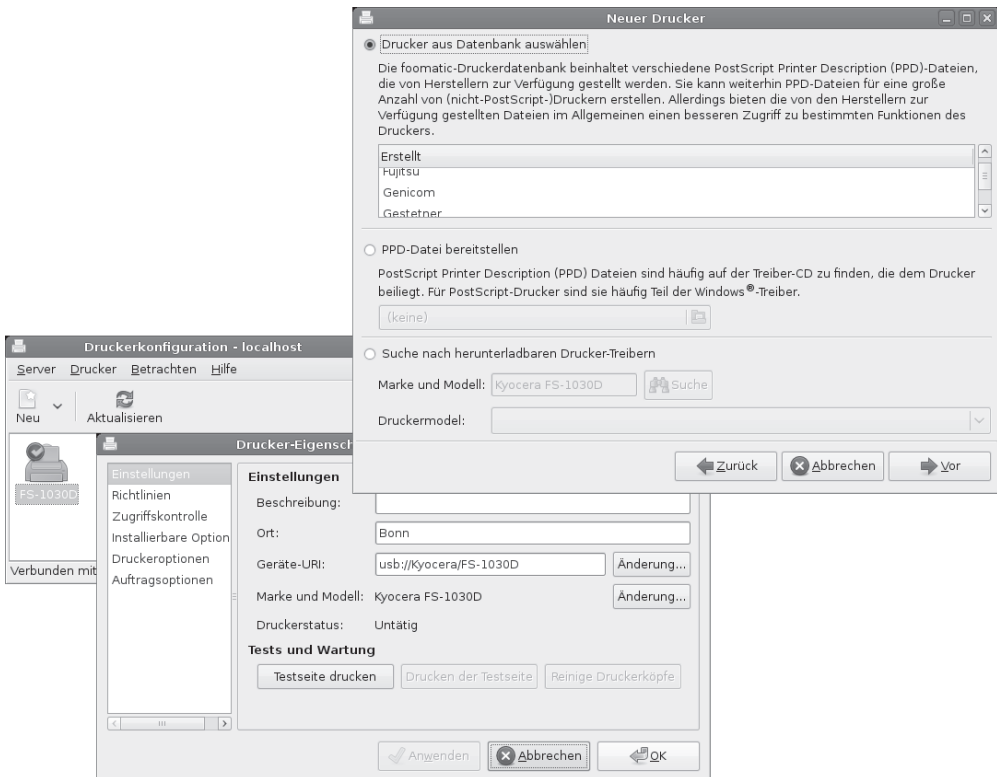 Neuer Drucker
Drucker aus Datenbank auswählen
Die foomatic-Druckerdatenbank beinhaltet verschiedene PostScript Printer Description (PPD)-Dateien,
die von Herstellern zur Verfügung gestellt werden. Sie kann weiterhin PPD-Dateien für eine große
Anzahl von (nicht-PostScript-)Druckern erstellen. Allerdings bieten die von den Herstellern zur
Verfügung gestellten Dateien im Allgemeinen einen besseren Zugriff zu bestimmten Funktionen des
Druckers.
Erstellt
Fujitsu
Genicom
Gestetner
PPD-Datei bereitstellen
PostScript Printer Description (PPD) Dateien sind häufig auf der Treiber-CD zu finden, die dem Drucker
beiliegt. Für PostScript-Drucker sind sie häufig Teil der Windows®-Treiber.
(keine)
Suche nach herunterladbaren Drucker-Treibern
Marke und Modell: Kyocera FS-1030D Suche
Druckermodel:
Zurück Abbrechen Vor
Druckerkonfiguration - localhost
Server Drucker Betrachten Hilfe
Neu Aktualisieren
FS-1030D
Verbunden mit
Drucker-Eigensch
Einstellungen
Richtlinien
Zugriffskontrolle
Installierbare Option
Druckeroptionen
Auftragsoptionen
Einstellungen
Beschreibung:
Ort: Bonn
Geräte-URI: usb://Kyocera/FS-1030D Änderung...
Marke und Modell: Kyocera FS-1030D Änderung...
Druckerstatus: Untätig
Tests und Wartung
Testseite drucken Drucken der Testseite Reinige Druckerköpfe
Anwenden Abbrechen OK